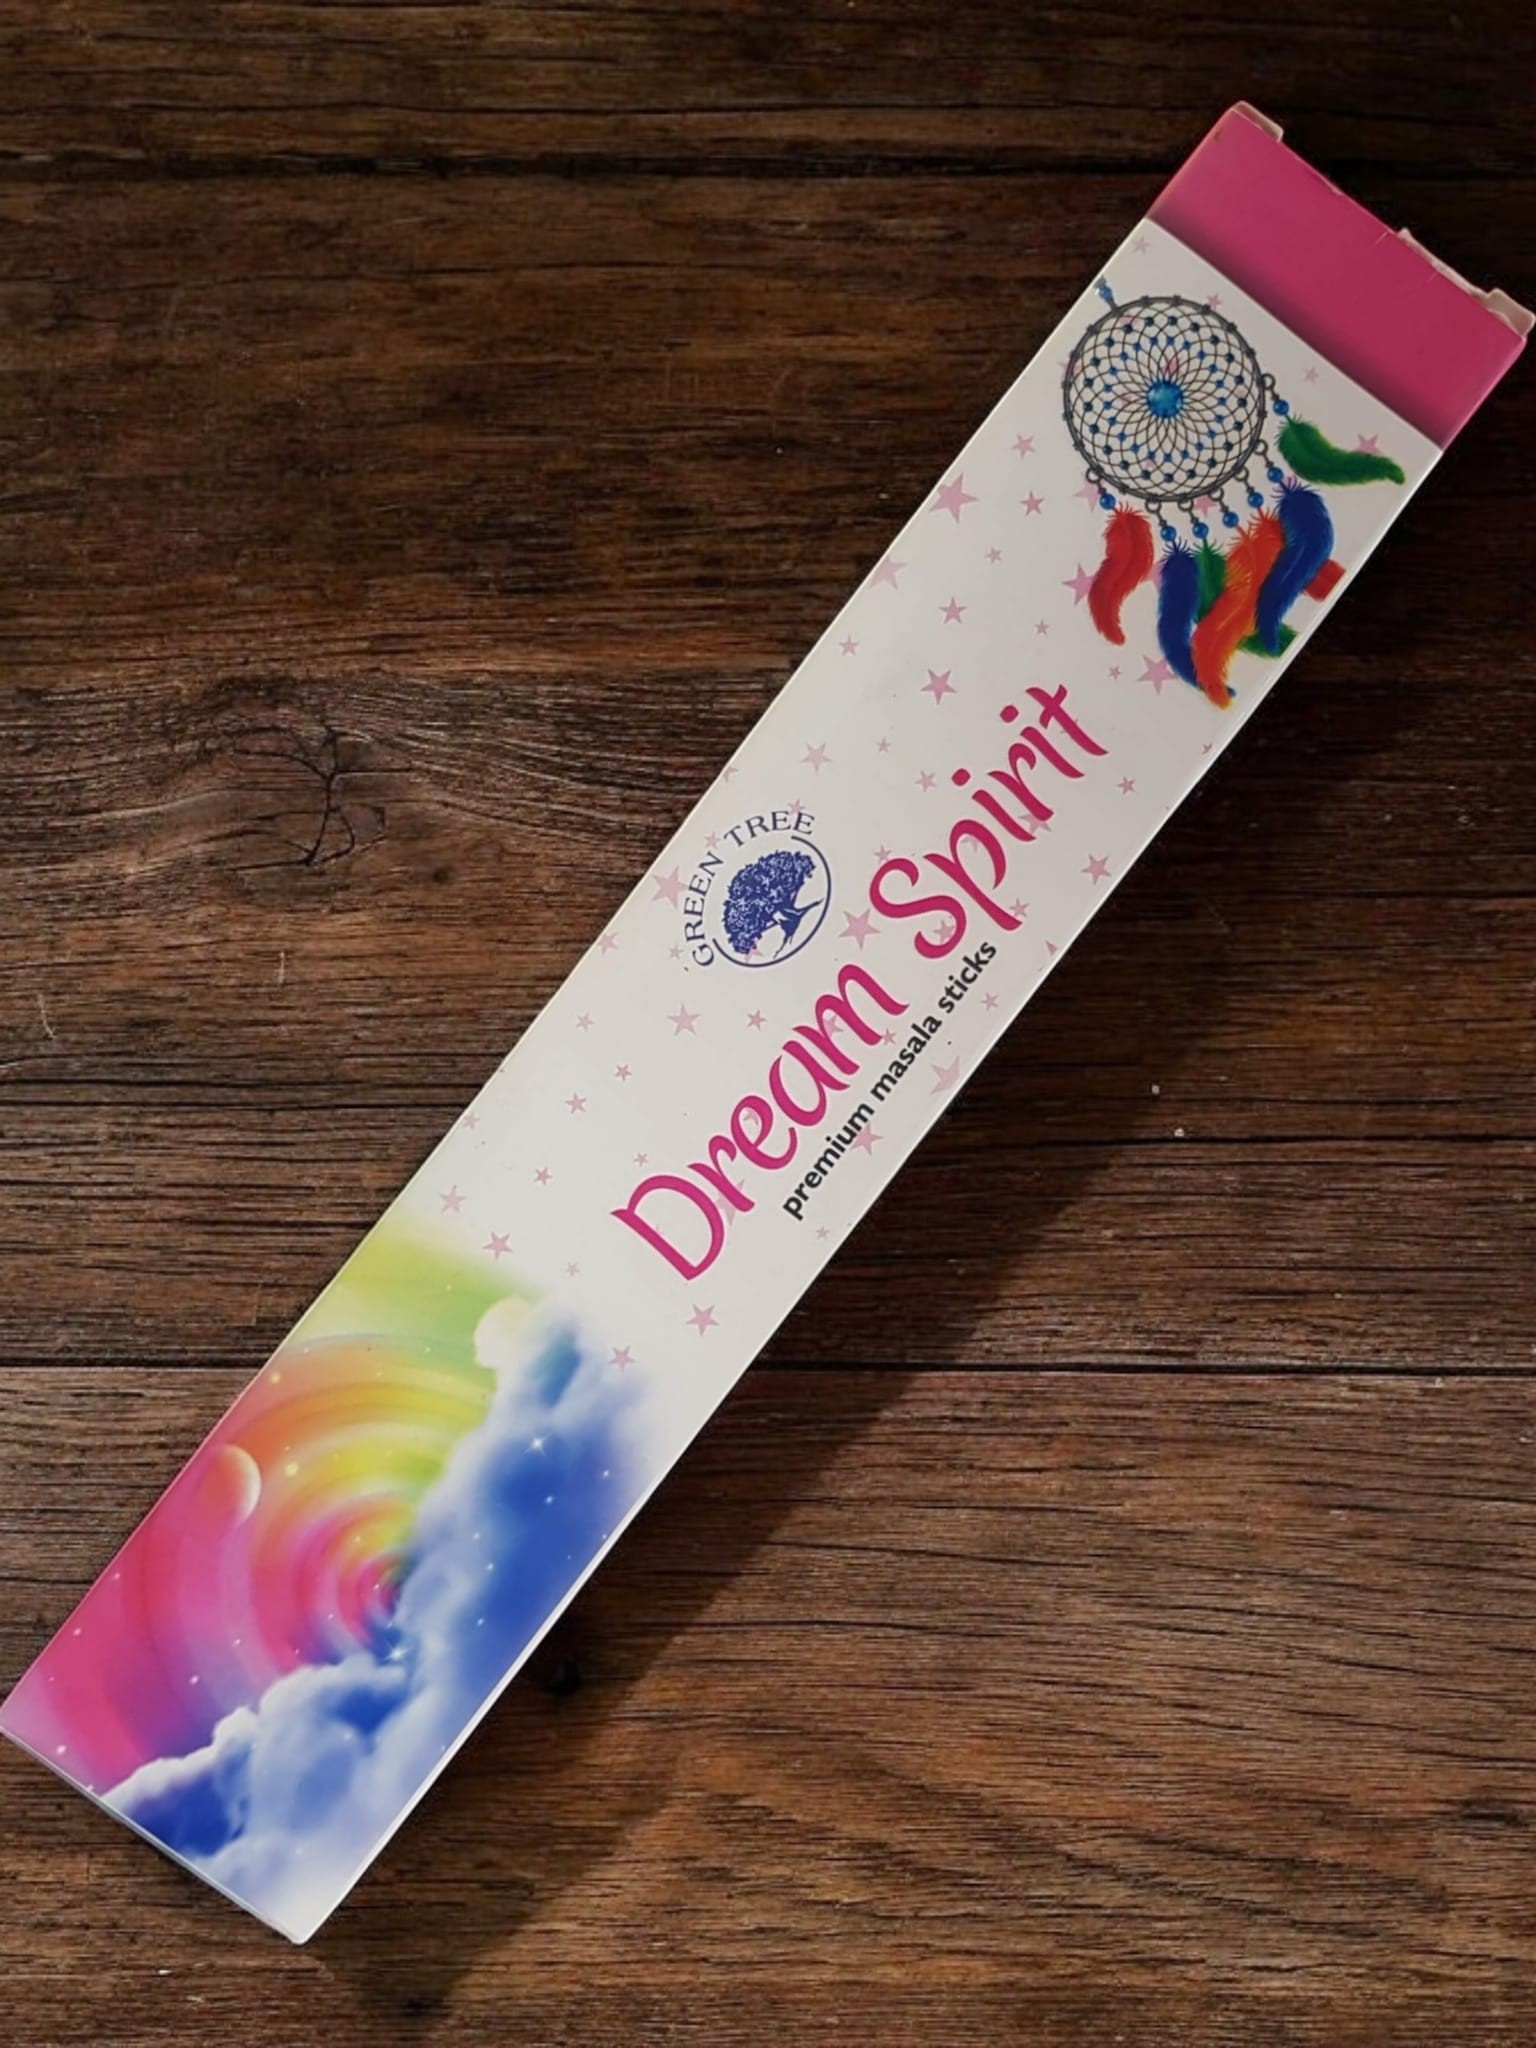 GREEN TREE
Dream Spirit
premium masala sticks